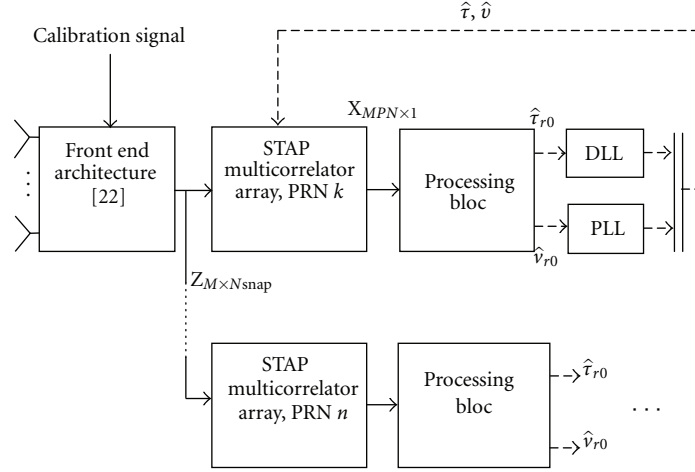 τ̂, υ̂
Calibration signal
X_{MPN×1}
τ̂_{r0}
Front end
architecture
[22]
STAP
multicorrelator
array, PRN k
Processing
bloc
DLL
PLL
ν̂_{r0}
Z_{M×Nsnap}
STAP
multicorrelator
array, PRN n
Processing
bloc
τ̂_{r0}
ν̂_{r0}